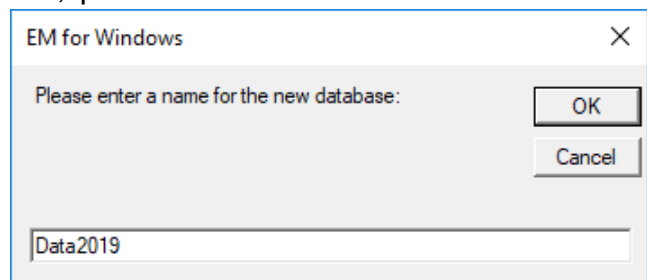 EM for Windows
Please enter a name for the new database:
OK
Cancel
Data2019